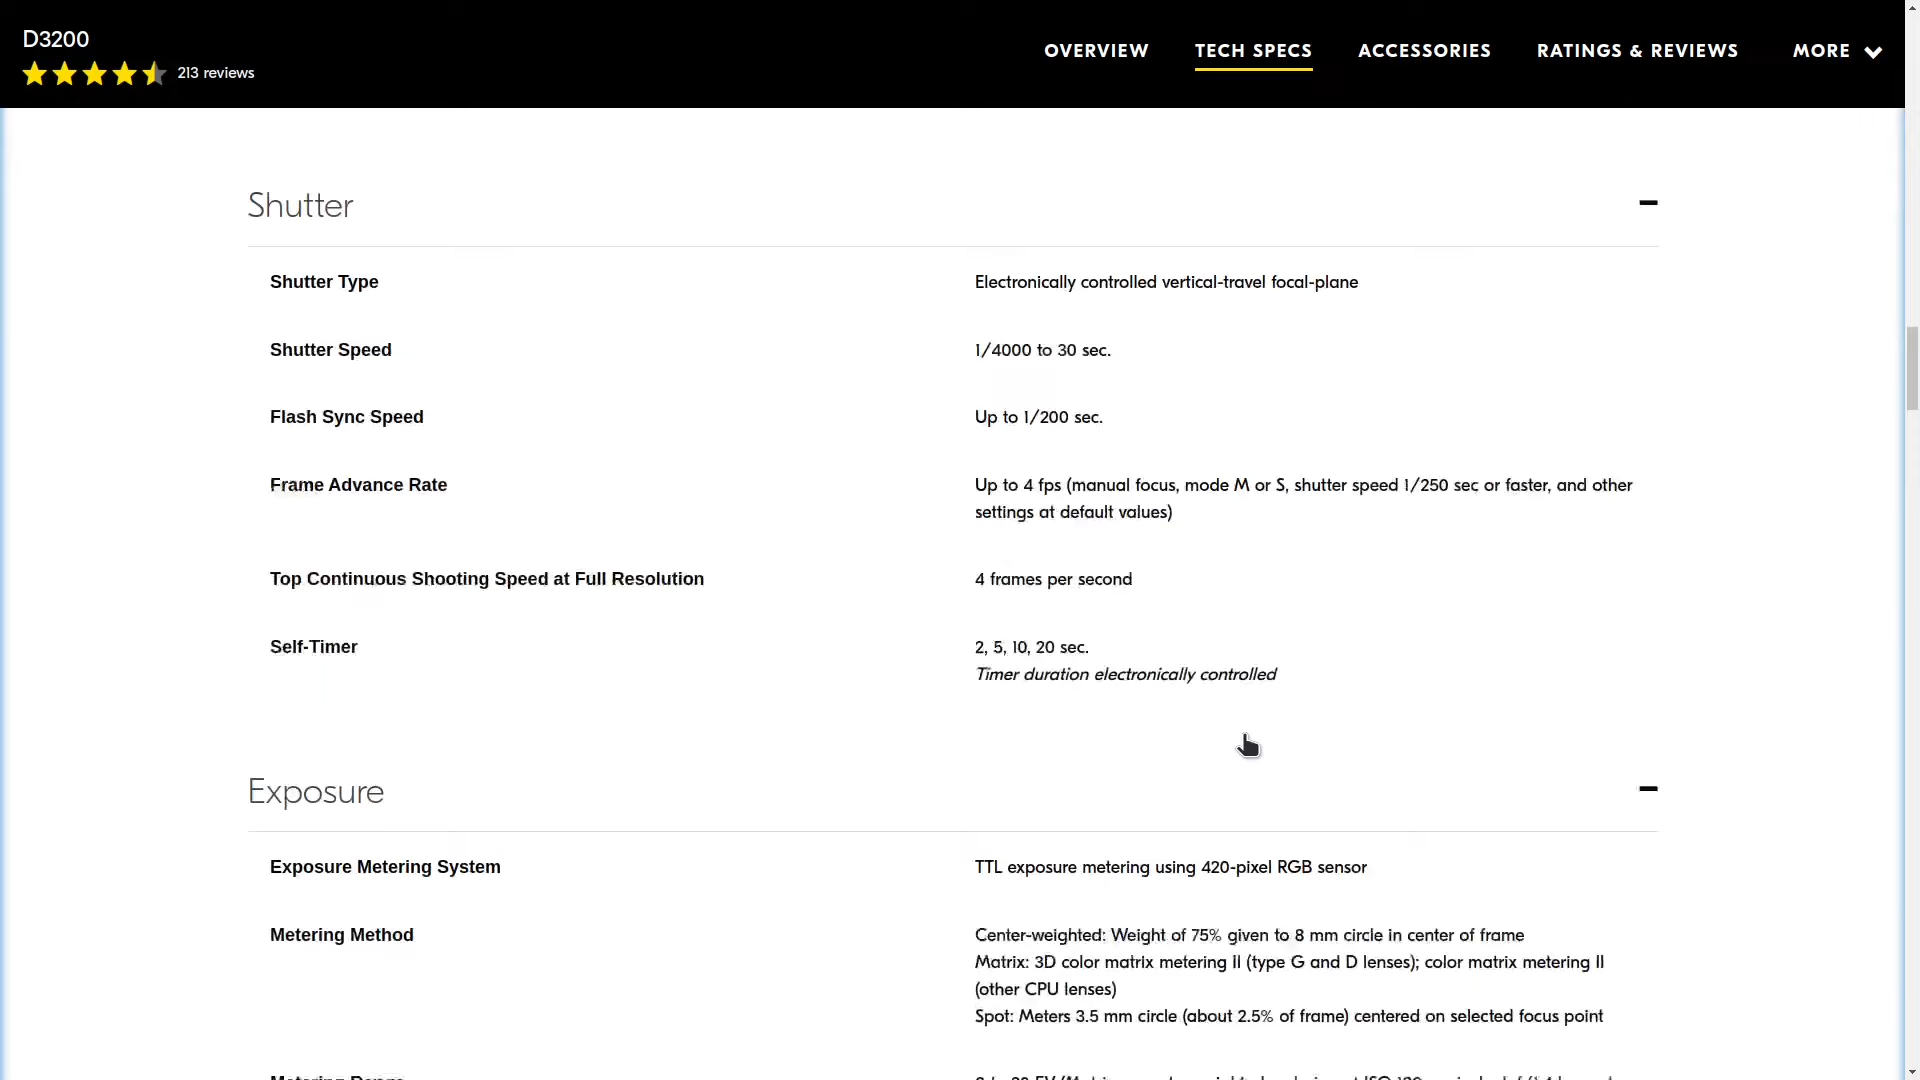 D3200
213 reviews
OVERVIEW
TECH SPECS
ACCESSORIES
RATINGS & REVIEWS
MORE
Shutter
Shutter Type
Electronically controlled vertical-travel focal-plane
Shutter Speed
1/4000 to 30 sec.
Flash Sync Speed
Up to 1/200 sec.
Frame Advance Rate
Up to 4 fps (manual focus, mode M or S, shutter speed 1/250 sec or faster, and other
settings at default values)
Top Continuous Shooting Speed at Full Resolution
4 frames per second
Self-Timer
2, 5, 10, 20 sec.
Timer duration electronically controlled
Exposure
Exposure Metering System
TTL exposure metering using 420-pixel RGB sensor
Metering Method
Center-weighted: Weight of 75% given to 8 mm circle in center of frame
Matrix: 3D color matrix metering II (type G and D lenses); color matrix metering II
(other CPU lenses)
Spot: Meters 3.5 mm circle (about 2.5% of frame) centered on selected focus point